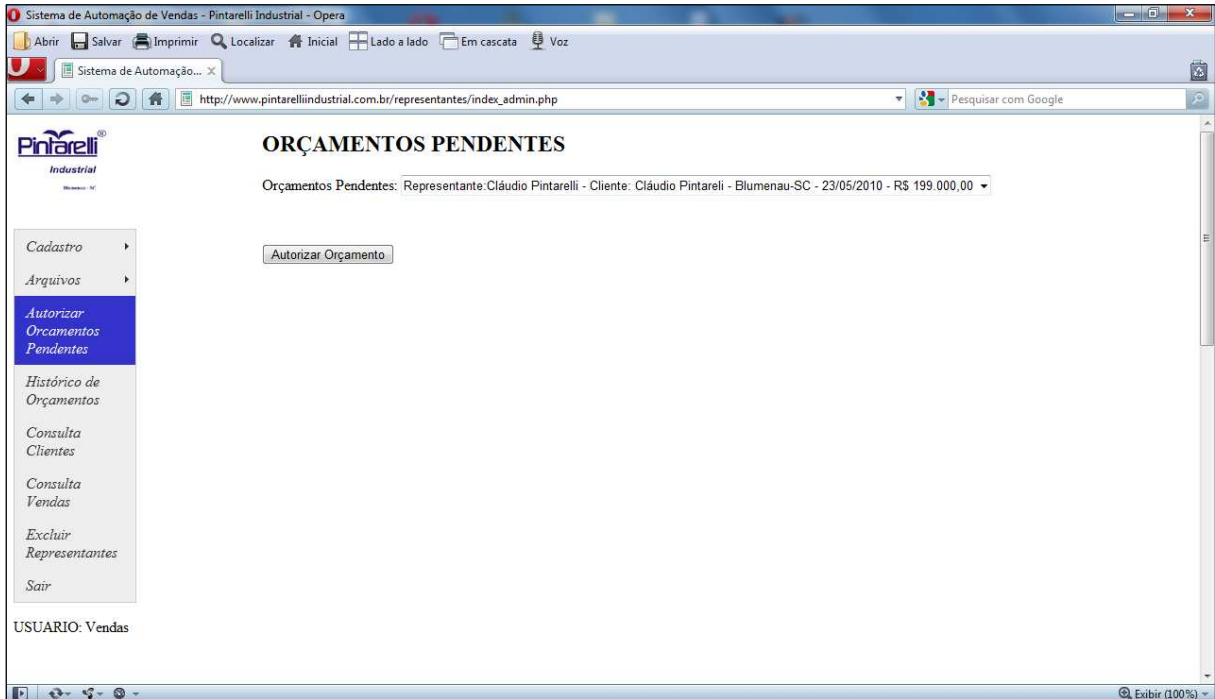 Sistema de Automação de Vendas - Pintarelli Industrial - Opera
Abrir Salvar Imprimir Localizar Inicial Lado a lado Em cascata Voz
Sistema de Automação...
http://www.pintarelliindustrial.com.br/representantes/index_admin.php Pesquisar com Google
Pintarelli®
Industrial
Blumenau - SC
ORÇAMENTOS PENDENTES
Orçamentos Pendentes: Representante:Cláudio Pintarelli - Cliente: Cláudio Pintareli - Blumenau-SC - 23/05/2010 - R$ 199.000,00
Autorizar Orçamento
Cadastro
Arquivos
Autorizar
Orcamentos
Pendentes
Histórico de
Orçamentos
Consulta
Clientes
Consulta
Vendas
Excluir
Representantes
Sair
USUARIO: Vendas
Exibir (100%)